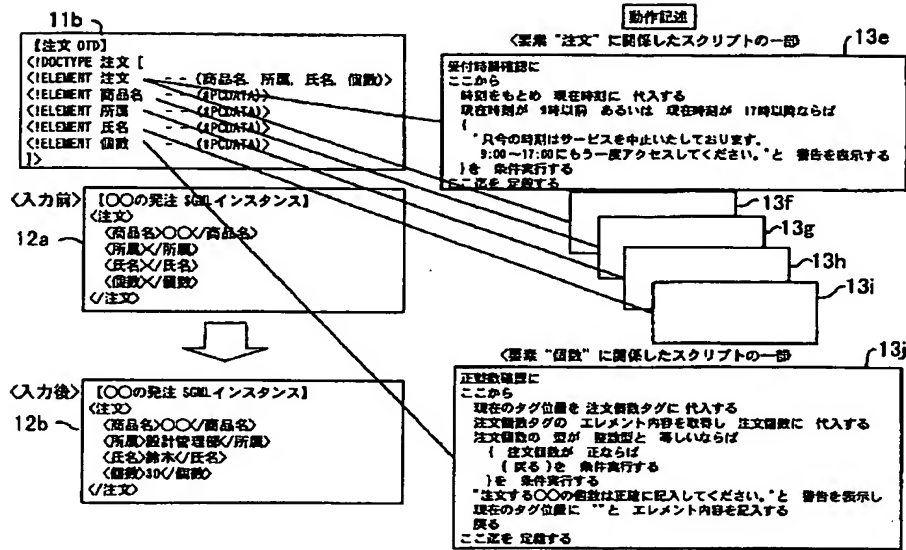 11b
【注文 DTD】
<!DOCTYPE 注文 [
<!ELEMENT 注文 - - (商品名, 所属, 氏名, 個数)>
<!ELEMENT 商品名 - - (#PCDATA)>
<!ELEMENT 所属 - - (#PCDATA)>
<!ELEMENT 氏名 - - (#PCDATA)>
<!ELEMENT 個数 - - (#PCDATA)>
]>
〈入力前〉
12a
【〇〇の発注 SGMLインスタンス】
<注文>
<商品名>〇〇</商品名>
<所属></所属>
<氏名></氏名>
<個数></個数>
</注文>
〈入力後〉
12b
【〇〇の発注 SGMLインスタンス】
<注文>
<商品名>〇〇</商品名>
<所属>設計管理部</所属>
<氏名>鈴木</氏名>
<個数>30</個数>
</注文>
動作記述
〈要素 "注文" に関係したスクリプトの一部〉
13e
受付時間確認に
ここから
時刻をもとめ 現在時刻に 代入する
現在時刻が 9時以前 あるいは 現在時刻が 17時以前ならば
{
"只今の時刻はサービスを中止いたしております。
9:00〜17:00にもう一度アクセスしてください。"と 警告を表示する
}を 条件実行する
ここ迄を 定義する
13f
13g
13h
13i
〈要素 "個数" に関係したスクリプトの一部〉
13j
正整数確認に
ここから
現在のタグ位置を 注文個数タグに 代入する
注文個数タグの エレメント内容を取得し 注文個数に 代入する
注文個数の 型が 整数型と 等しいならば
{ 注文個数が 正ならば
{ 戻る }を 条件実行する
}を 条件実行する
"注文する〇〇の個数は正確に記入してください。"と 警告を表示し
現在のタグ位置に ""と エレメント内容を記入する
戻る
ここ迄を 定義する